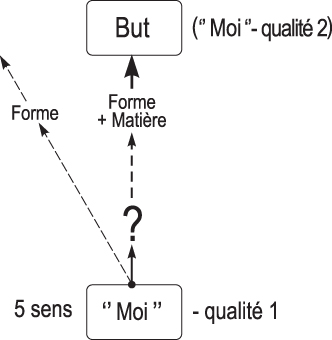 But
(‘’ Moi ‘’- qualité 2)
Forme
Forme
+ Matière
?
5 sens
‘’ Moi ’’
- qualité 1